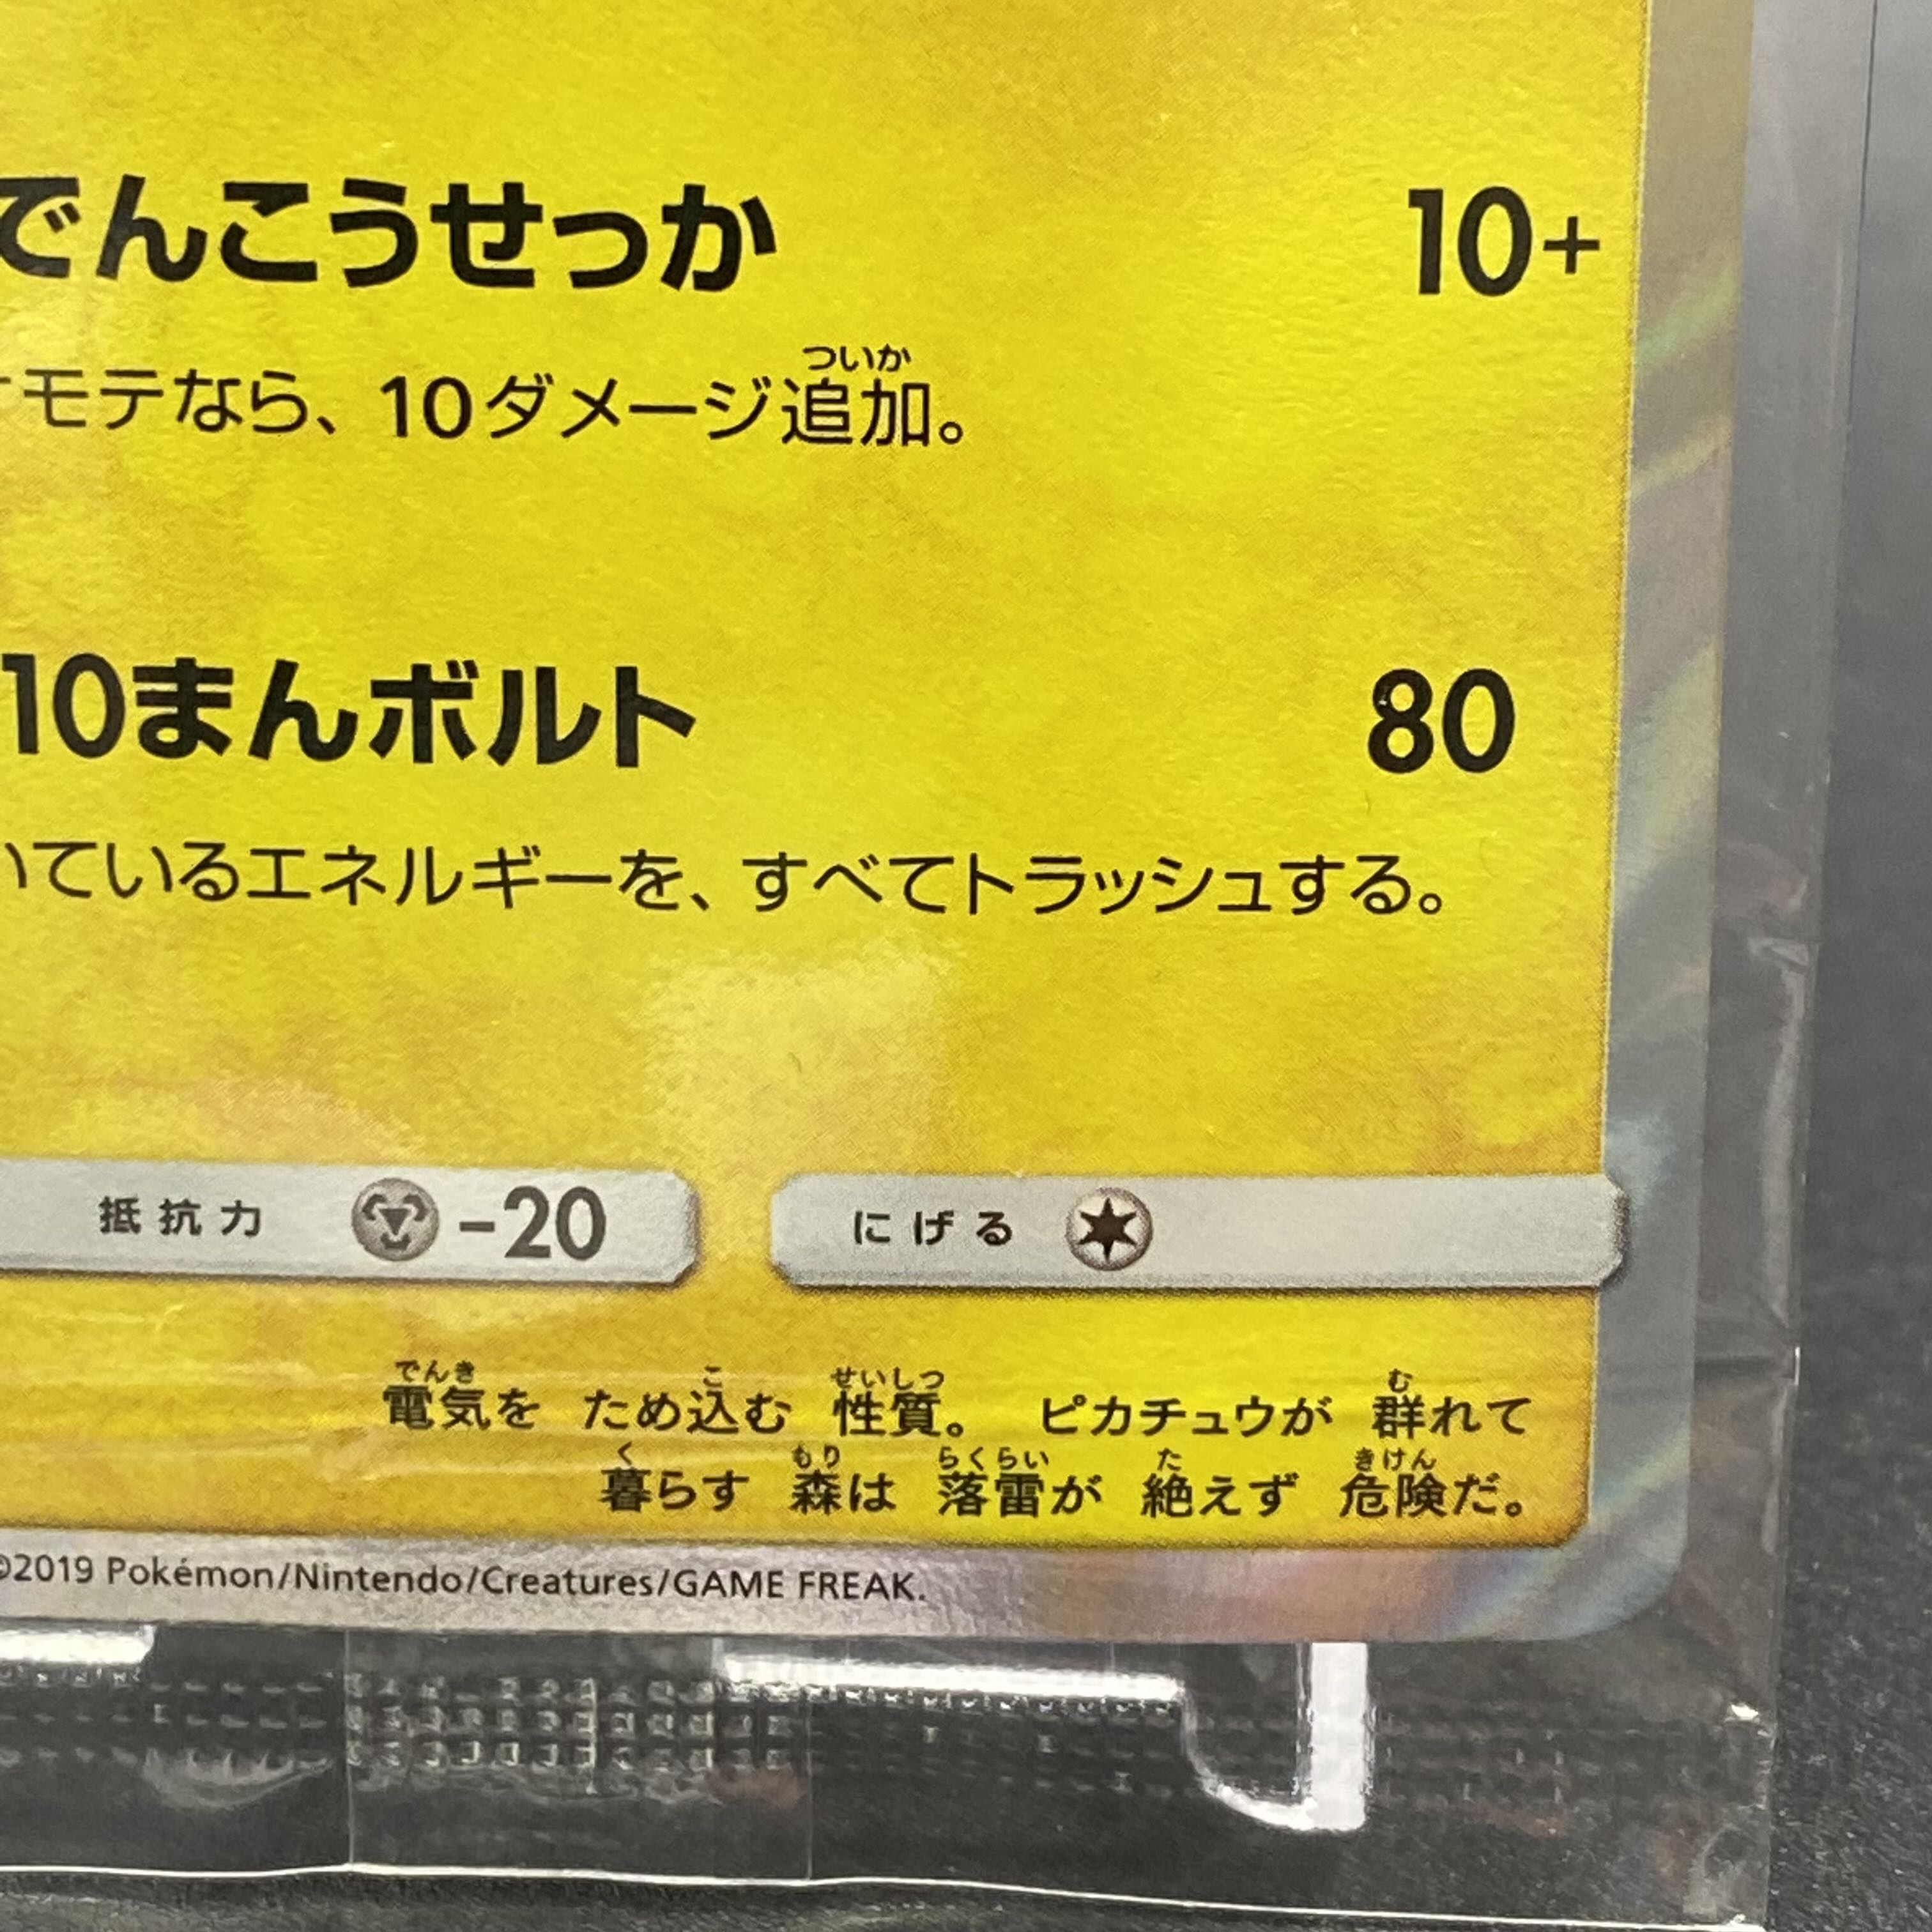 でんこうせっか 10+
ついか
オモテなら、10ダメージ追加。
10まんボルト 80
いているエネルギーを、すべてトラッシュする。
抵抗力 -20 にげる
でんき こ せいしつ む
電気を ため込む 性質。 ピカチュウが 群れて
く もり らくらい た きけん
暮らす 森は 落雷が 絶えず 危険だ。
©2019 Pokémon/Nintendo/Creatures/GAME FREAK.